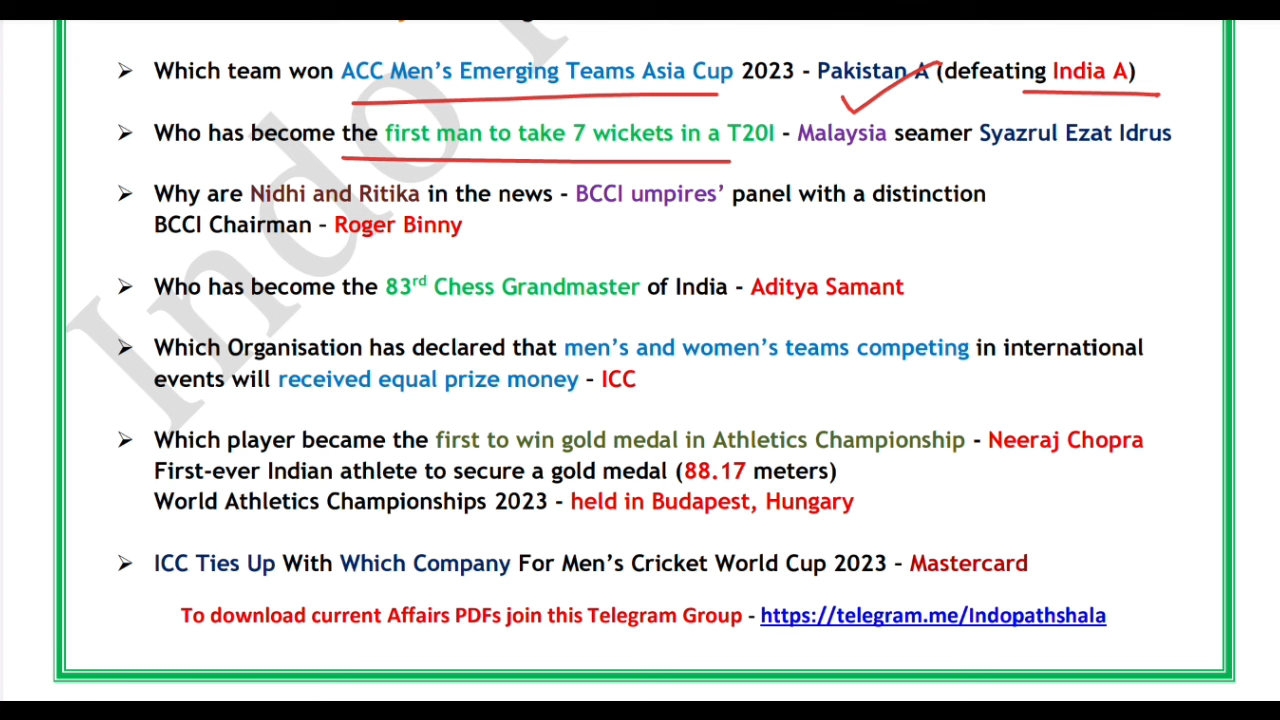 ➢ Which team won ACC Men's Emerging Teams Asia Cup 2023 - Pakistan A (defeating India A)
➢ Who has become the first man to take 7 wickets in a T20I - Malaysia seamer Syazrul Ezat Idrus
➢ Why are Nidhi and Ritika in the news - BCCI umpires' panel with a distinction
BCCI Chairman – Roger Binny
➢ Who has become the 83rd Chess Grandmaster of India - Aditya Samant
➢ Which Organisation has declared that men's and women's teams competing in international
events will received equal prize money - ICC
➢ Which player became the first to win gold medal in Athletics Championship - Neeraj Chopra
First-ever Indian athlete to secure a gold medal (88.17 meters)
World Athletics Championships 2023 - held in Budapest, Hungary
➢ ICC Ties Up With Which Company For Men's Cricket World Cup 2023 – Mastercard
To download current Affairs PDFs join this Telegram Group - https://telegram.me/Indopathshala
Indo